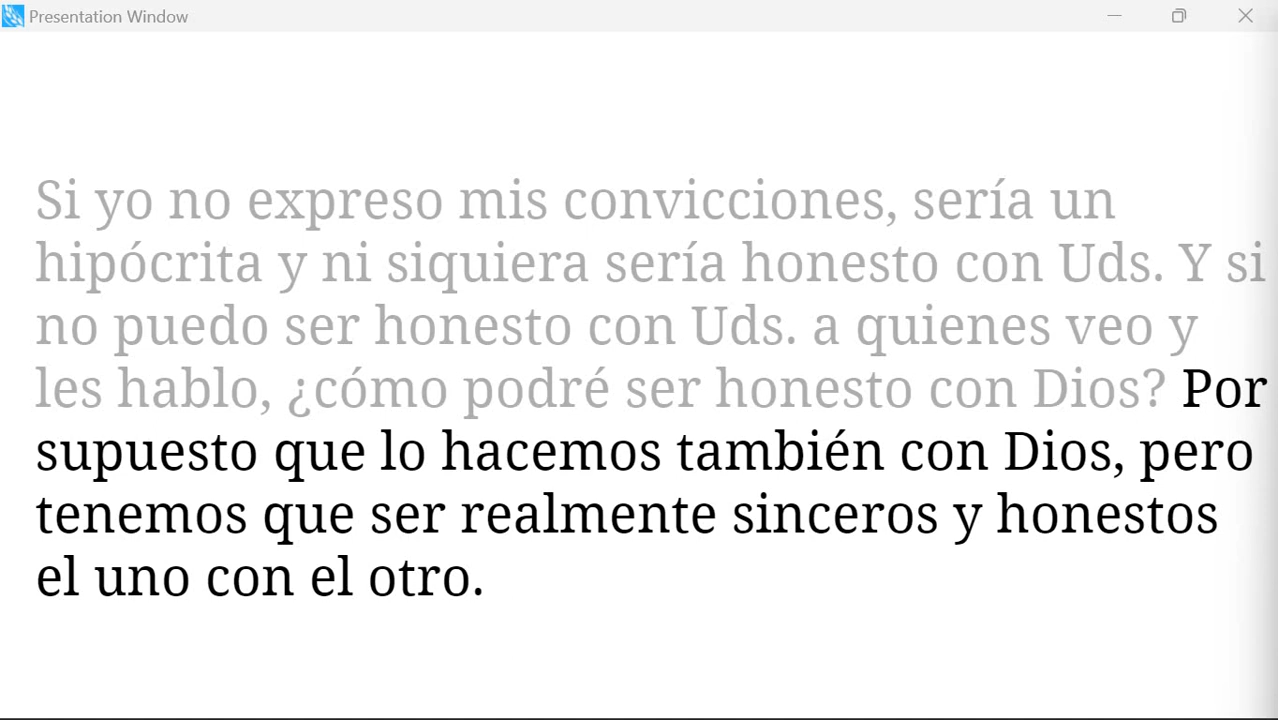 Presentation Window
Si yo no expreso mis convicciones, sería un
hipócrita y ni siquiera sería honesto con Uds. Y si
no puedo ser honesto con Uds. a quienes veo y
les hablo, ¿cómo podré ser honesto con Dios? Por
supuesto que lo hacemos también con Dios, pero
tenemos que ser realmente sinceros y honestos
el uno con el otro.